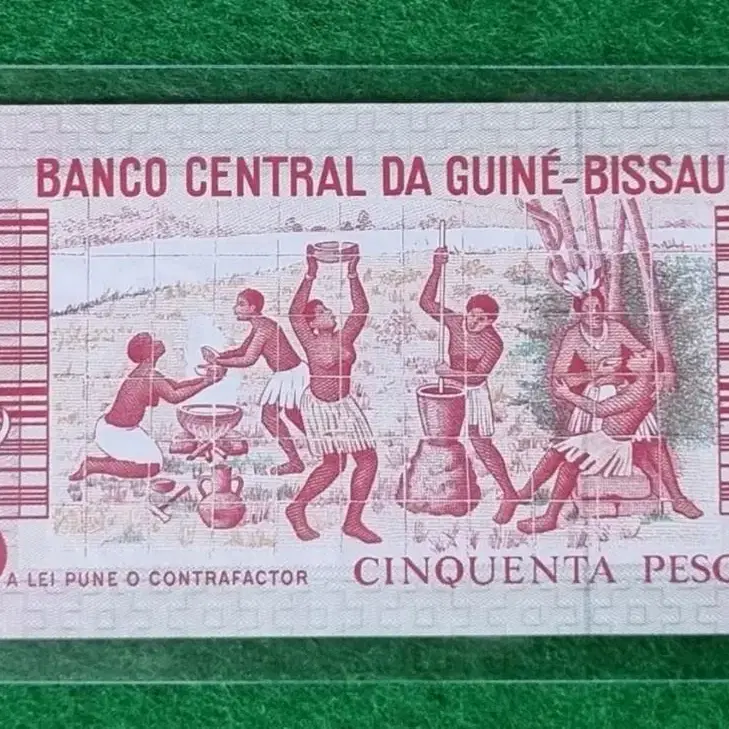 BANCO CENTRAL DA GUINÉ-BISSAU
A LEI PUNE O CONTRAFACTOR
CINQUENTA PESO